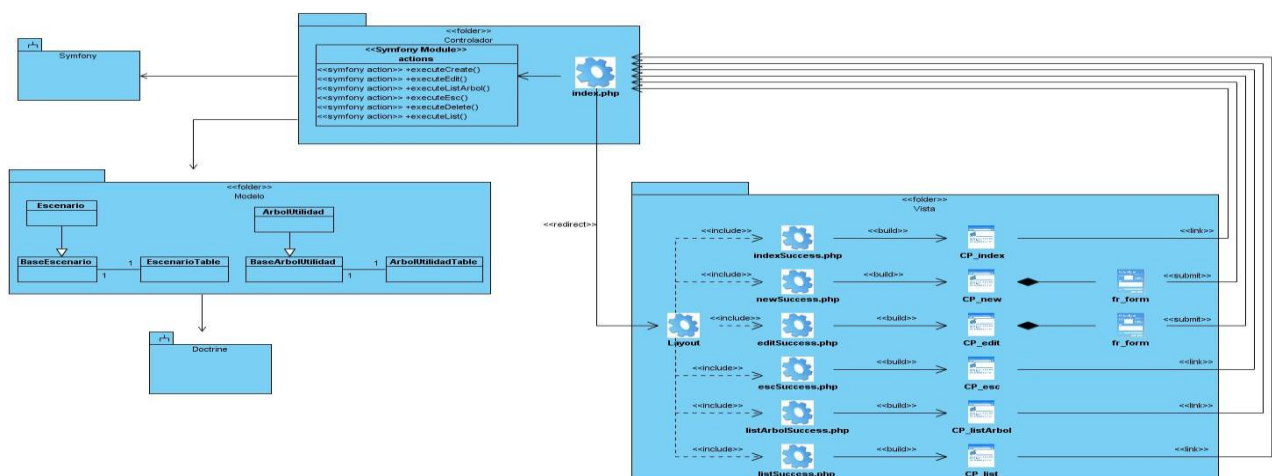 Symfony
<<folder>>
Controlador
<<Symfony Module>>
actions
<<symfony action>> +executeCreate()
<<symfony action>> +executeEdit()
<<symfony action>> +executeListArbol()
<<symfony action>> +executeEsc()
<<symfony action>> +executeDelete()
<<symfony action>> +executeList()
index.php
<<folder>>
Modelo
Escenario
ArbolUtilidad
BaseEscenario
1
1
EscenarioTable
BaseArbolUtilidad
1
1
ArbolUtilidadTable
Doctrine
<<redirect>>
<<folder>>
Vista
Layout
<<include>>
indexSuccess.php
<<build>>
CP_index
<<link>>
<<include>>
newSuccess.php
<<build>>
CP_new
fr_form
<<submit>>
<<include>>
editSuccess.php
<<build>>
CP_edit
fr_form
<<submit>>
<<include>>
escSuccess.php
<<build>>
CP_esc
<<link>>
<<include>>
listArbolSuccess.php
<<build>>
CP_listArbol
<<link>>
<<include>>
listSuccess.php
<<build>>
CP_list
<<link>>